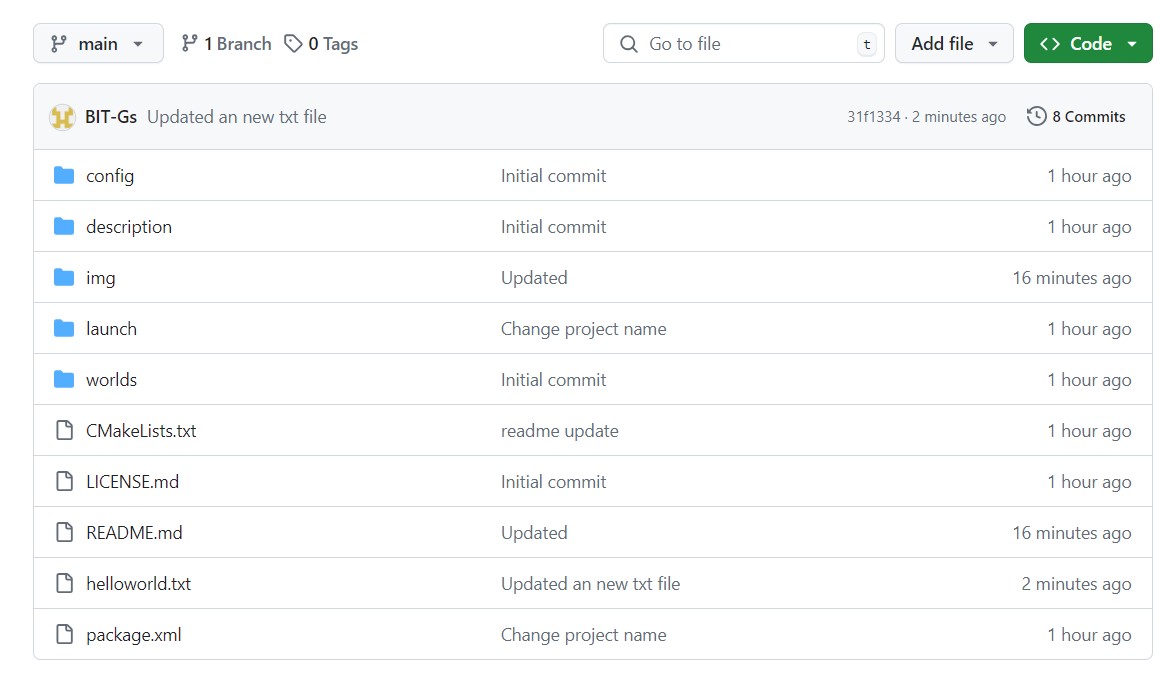 main 1 Branch 0 Tags Go to file t Add file Code
BIT-Gs Updated an new txt file 31f1334 · 2 minutes ago 8 Commits
config Initial commit 1 hour ago
description Initial commit 1 hour ago
img Updated 16 minutes ago
launch Change project name 1 hour ago
worlds Initial commit 1 hour ago
CMakeLists.txt readme update 1 hour ago
LICENSE.md Initial commit 1 hour ago
README.md Updated 16 minutes ago
helloworld.txt Updated an new txt file 2 minutes ago
package.xml Change project name 1 hour ago